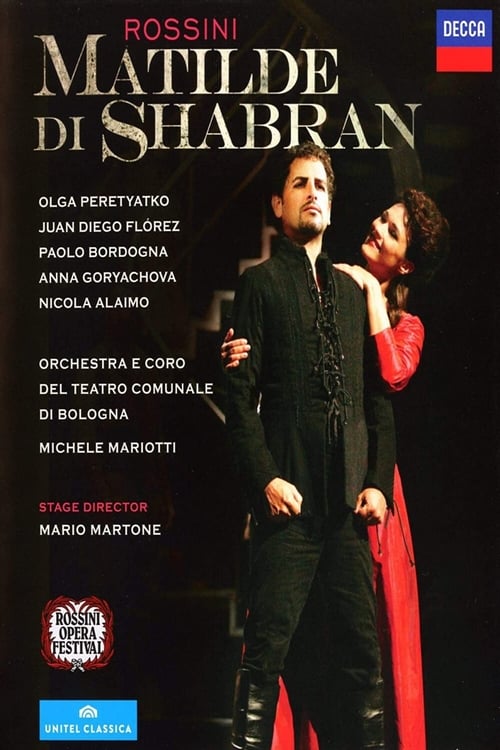 ROSSINI
MATILDE
DI SHABRAN
DECCA
OLGA PERETYATKO
JUAN DIEGO FLÓREZ
PAOLO BORDOGNA
ANNA GORYACHOVA
NICOLA ALAIMO
ORCHESTRA E CORO
DEL TEATRO COMUNALE
DI BOLOGNA
MICHELE MARIOTTI
STAGE DIRECTOR
MARIO MARTONE
ROSSINI
OPERA
FESTIVAL
UNITEL CLASSICA